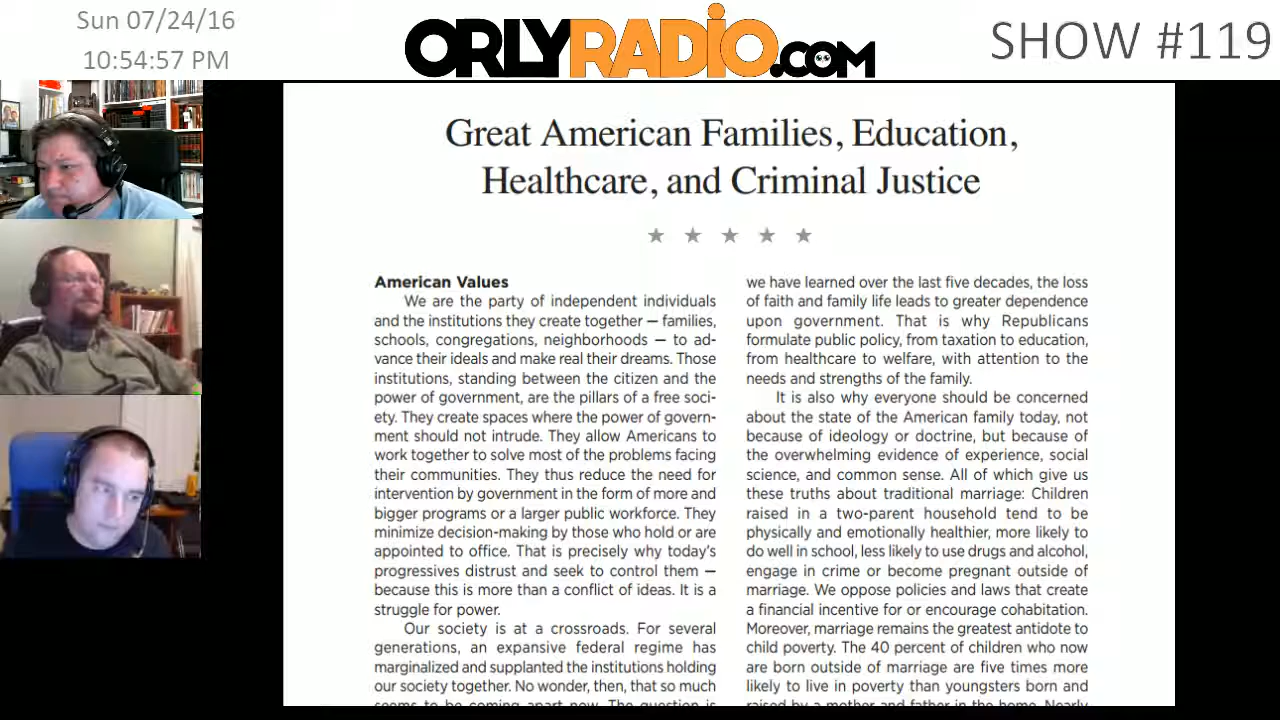 Sun 07/24/16
10:54:57 PM
ORLYRADIO.COM
SHOW #119
Great American Families, Education,
Healthcare, and Criminal Justice
American Values
We are the party of independent individuals
and the institutions they create together — families,
schools, congregations, neighborhoods — to ad-
vance their ideals and make real their dreams. Those
institutions, standing between the citizen and the
power of government, are the pillars of a free soci-
ety. They create spaces where the power of govern-
ment should not intrude. They allow Americans to
work together to solve most of the problems facing
their communities. They thus reduce the need for
intervention by government in the form of more and
bigger programs or a larger public workforce. They
minimize decision-making by those who hold or are
appointed to office. That is precisely why today's
progressives distrust and seek to control them —
because this is more than a conflict of ideas. It is a
struggle for power.
Our society is at a crossroads. For several
generations, an expansive federal regime has
marginalized and supplanted the institutions holding
our society together. No wonder, then, that so much
seems to be coming apart now. The question is
we have learned over the last five decades, the loss
of faith and family life leads to greater dependence
upon government. That is why Republicans
formulate public policy, from taxation to education,
from healthcare to welfare, with attention to the
needs and strengths of the family.
It is also why everyone should be concerned
about the state of the American family today, not
because of ideology or doctrine, but because of
the overwhelming evidence of experience, social
science, and common sense. All of which give us
these truths about traditional marriage: Children
raised in a two-parent household tend to be
physically and emotionally healthier, more likely to
do well in school, less likely to use drugs and alcohol,
engage in crime or become pregnant outside of
marriage. We oppose policies and laws that create
a financial incentive for or encourage cohabitation.
Moreover, marriage remains the greatest antidote to
child poverty. The 40 percent of children who now
are born outside of marriage are five times more
likely to live in poverty than youngsters born and
raised by a mother and father in the home. Nearly